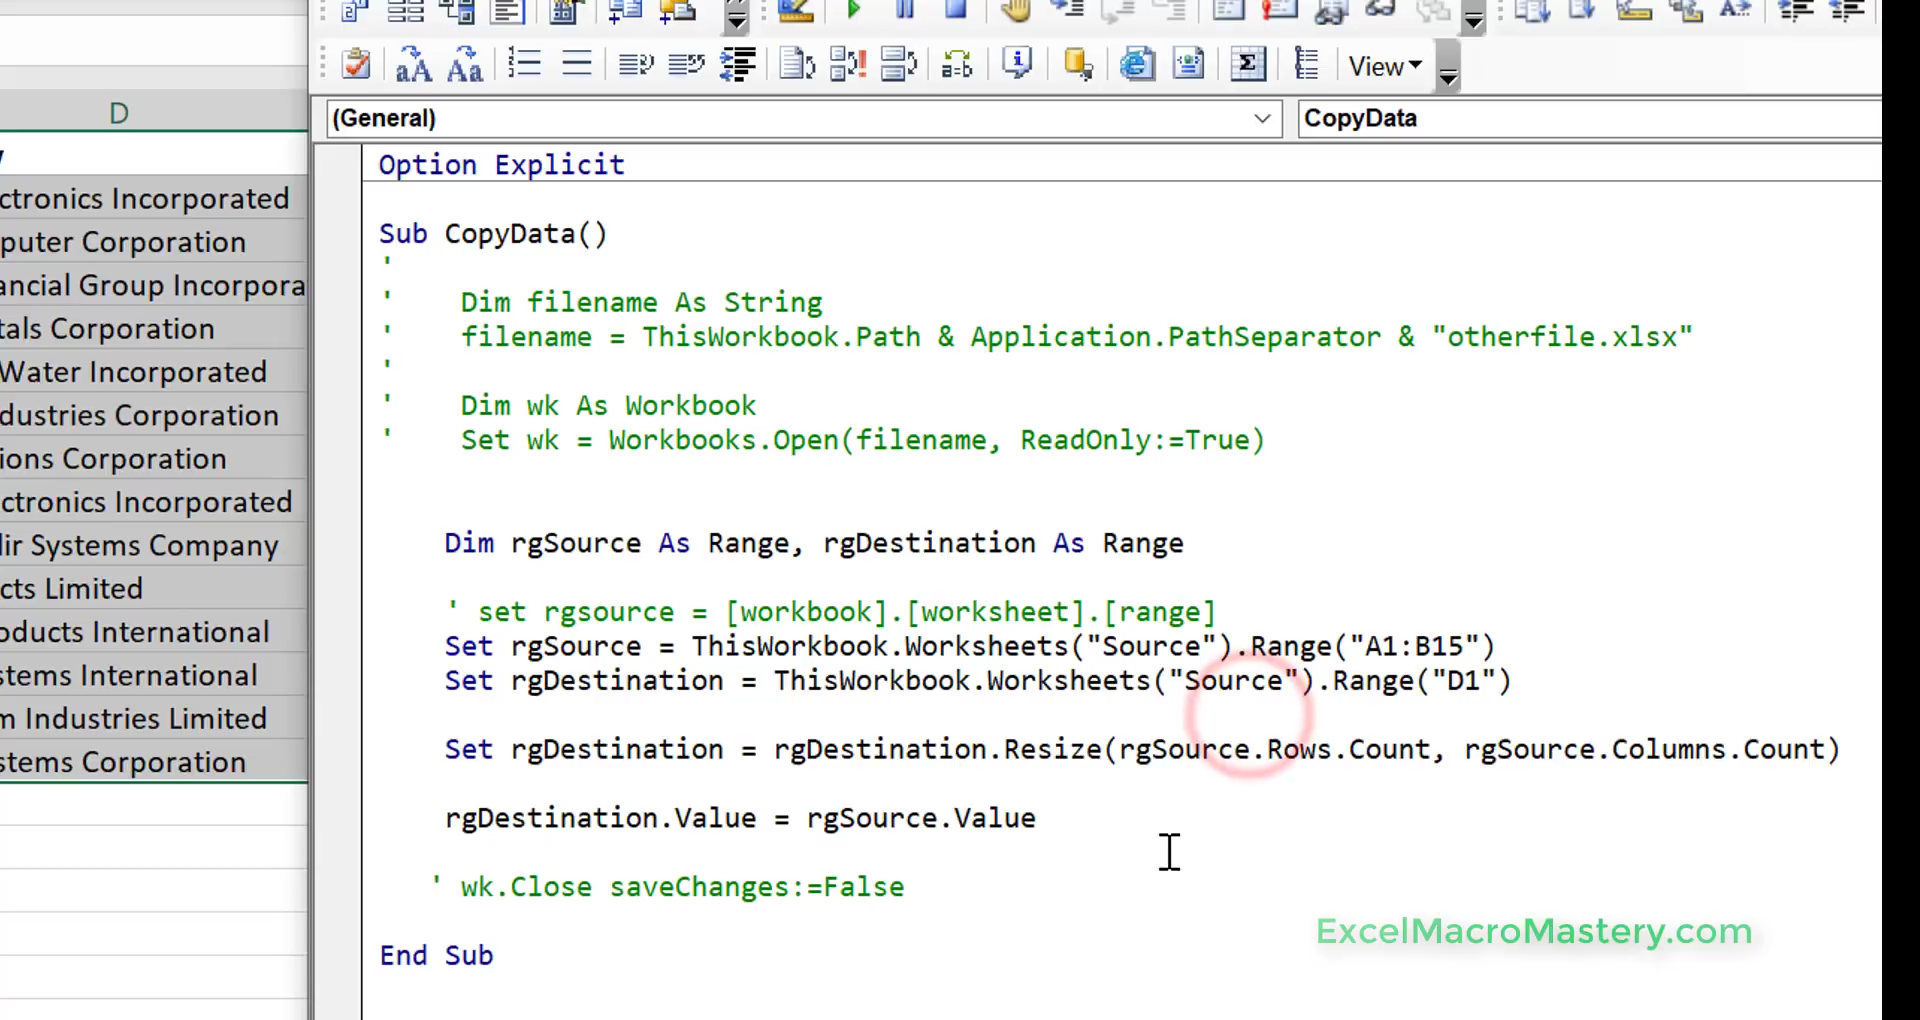 D
ctronics Incorporated
puter Corporation
ancial Group Incorpora
tals Corporation
Water Incorporated
dustries Corporation
ions Corporation
ctronics Incorporated
lir Systems Company
cts Limited
oducts International
stems International
m Industries Limited
stems Corporation
View
(General)
CopyData
Option Explicit
Sub CopyData()
'
' Dim filename As String
' filename = ThisWorkbook.Path & Application.PathSeparator & "otherfile.xlsx"
'
' Dim wk As Workbook
' Set wk = Workbooks.Open(filename, ReadOnly:=True)
Dim rgSource As Range, rgDestination As Range
' set rgsource = [workbook].[worksheet].[range]
Set rgSource = ThisWorkbook.Worksheets("Source").Range("A1:B15")
Set rgDestination = ThisWorkbook.Worksheets("Source").Range("D1")
Set rgDestination = rgDestination.Resize(rgSource.Rows.Count, rgSource.Columns.Count)
rgDestination.Value = rgSource.Value
' wk.Close saveChanges:=False
End Sub
ExcelMacroMastery.com